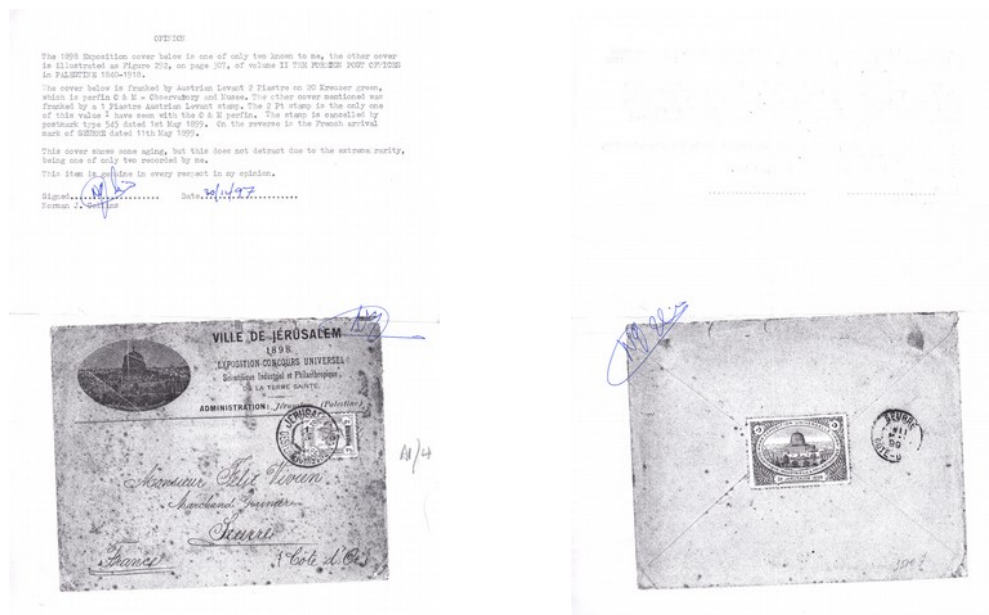 OPINION
The 1898 Exposition cover below is one of only two known to me, the other cover
is illustrated as Figure 292, on page 307, of volume II THE FOREIGN POST OFFICES
in PALESTINE 1840-1918.
The cover below is franked by Austrian Levant 2 Piastre on 20 Kreuzer green,
which is perfin O & M - Observatory and Musee. The other cover mentioned was
franked by a 1 Piastre Austrian Levant stamp. The 2 Pt stamp is the only one
of this value I have seen with the O & M perfin. The stamp is cancelled by
postmark type 545 dated 1st May 1899. On the reverse is the French arrival
mark of SEURRE dated 11th May 1899.
This cover shows some aging, but this does not detract due to the extreme rarity,
being one of only two recorded by me.
This item is genuine in every respect in my opinion.
Signed Date 30/11/97
Norman J. Collins
VILLE DE JÉRUSALEM
1898
EXPOSITION-CONCOURS UNIVERSEL
Scientifique Industriel et Philanthropique
DE LA TERRE SAINTE
ADMINISTRATION: Jérusalem (Palestine)
JERUSALEM
Monsieur Félix Vivien
Marchand Grainier
Seurre
France Côte d'Or
SEURRE
11
99
COTE-D
DE JERUSALEM 1898